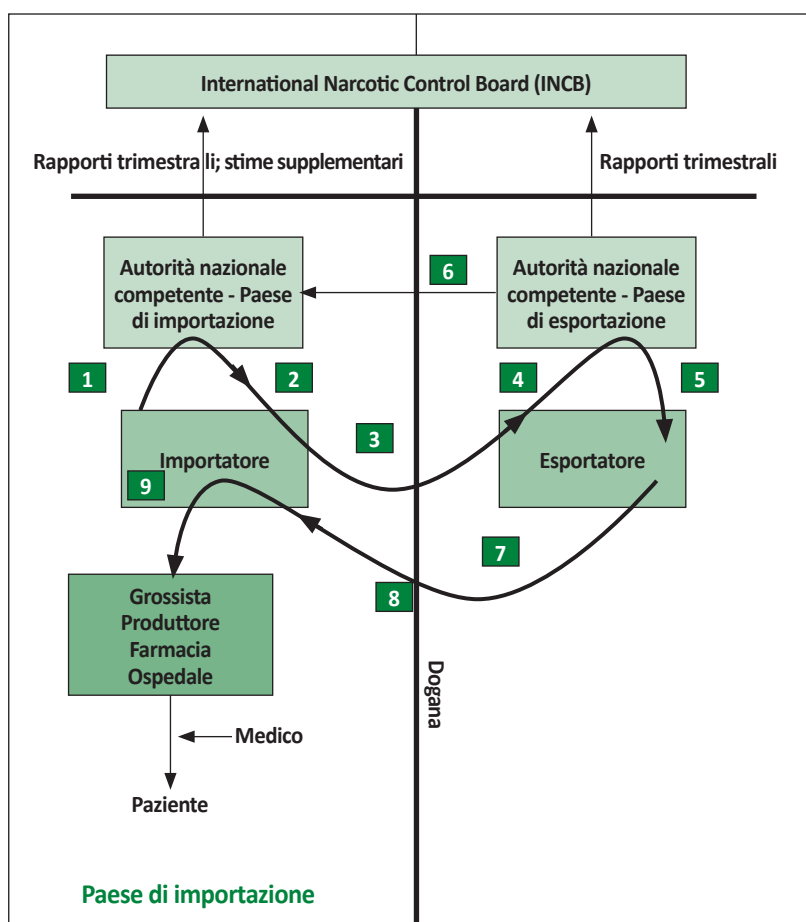 International Narcotic Control Board (INCB)
Rapporti trimestrali; stime supplementari
Rapporti trimestrali
Autorità nazionale
competente - Paese
di importazione
6
Autorità nazionale
competente - Paese
di esportazione
1
2
4
5
3
Importatore
Esportatore
9
7
8
Grossista
Produttore
Farmacia
Ospedale
Dogana
Medico
Paziente
Paese di importazione